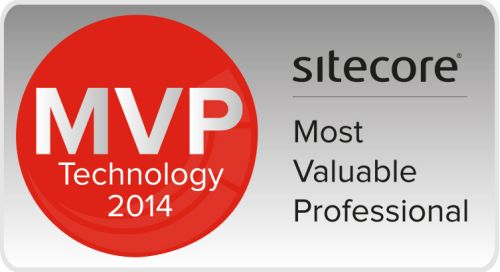 MVP
Technology
2014
sitecore®
Most
Valuable
Professional